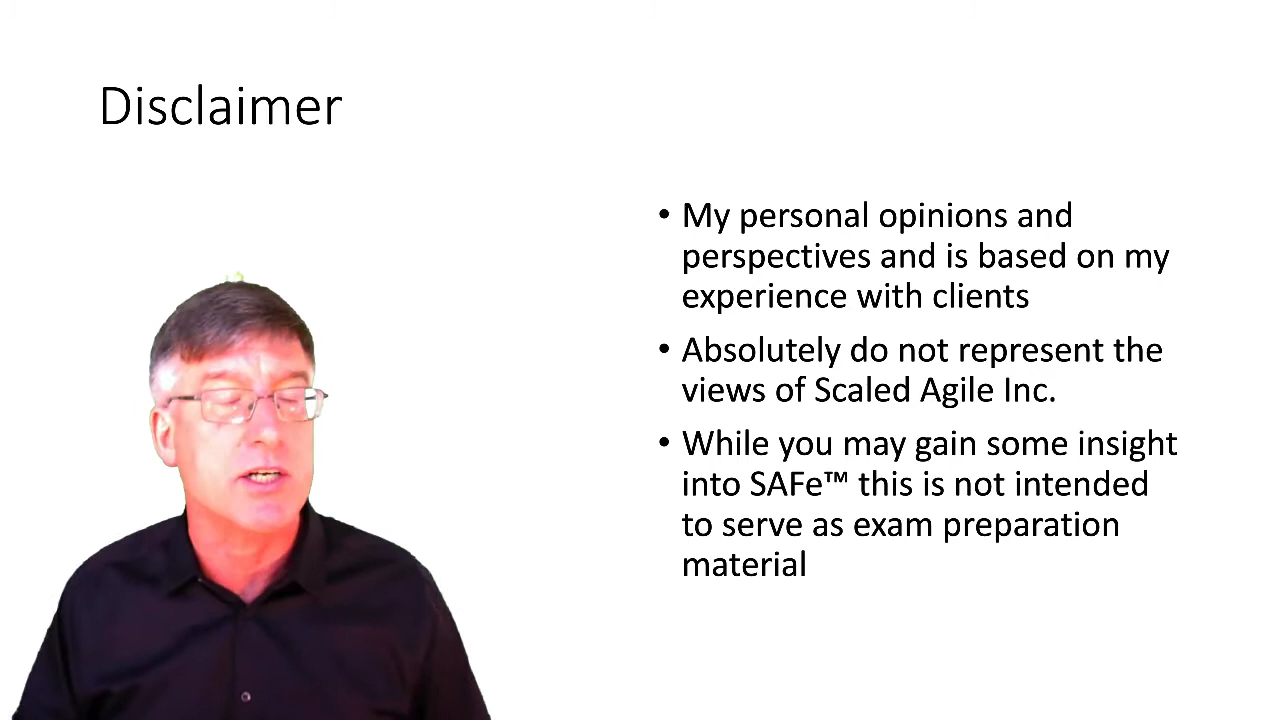 Disclaimer
• My personal opinions and
perspectives and is based on my
experience with clients
• Absolutely do not represent the
views of Scaled Agile Inc.
• While you may gain some insight
into SAFe™ this is not intended
to serve as exam preparation
material